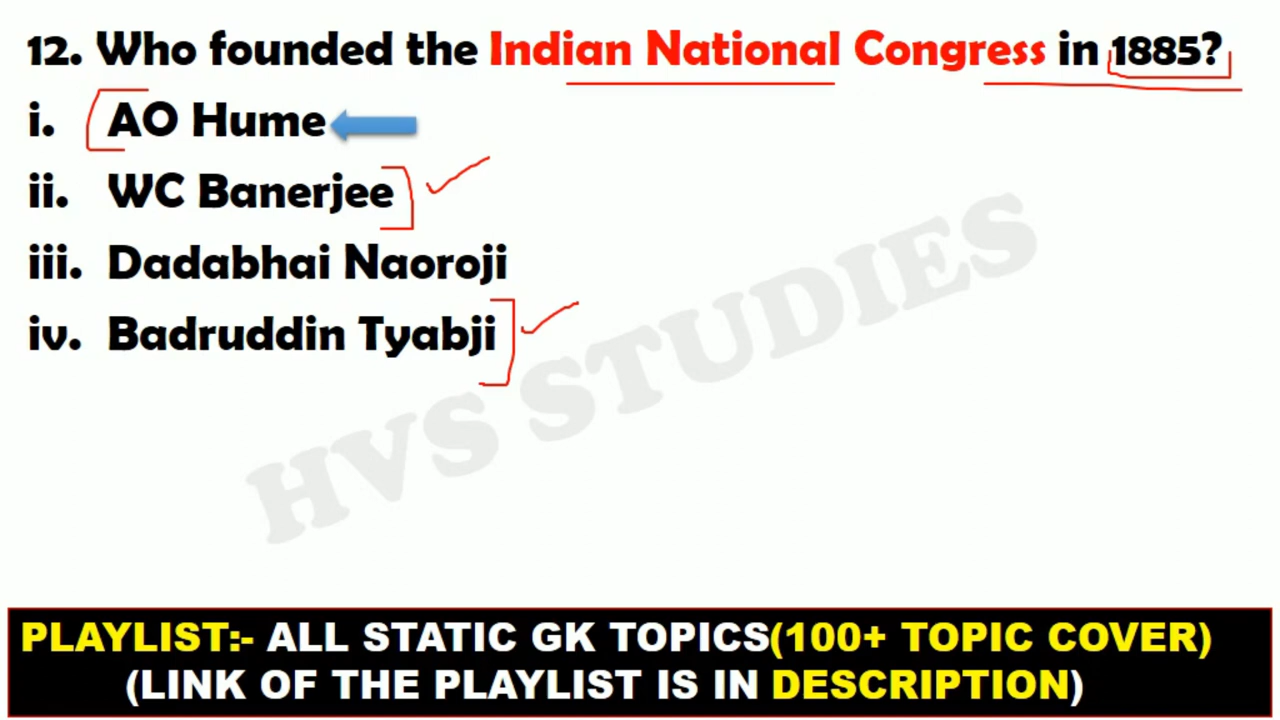 12. Who founded the Indian National Congress in 1885?
i. AO Hume
ii. WC Banerjee
iii. Dadabhai Naoroji
iv. Badruddin Tyabji
HVS STUDIES
PLAYLIST:- ALL STATIC GK TOPICS(100+ TOPIC COVER)
(LINK OF THE PLAYLIST IS IN DESCRIPTION)